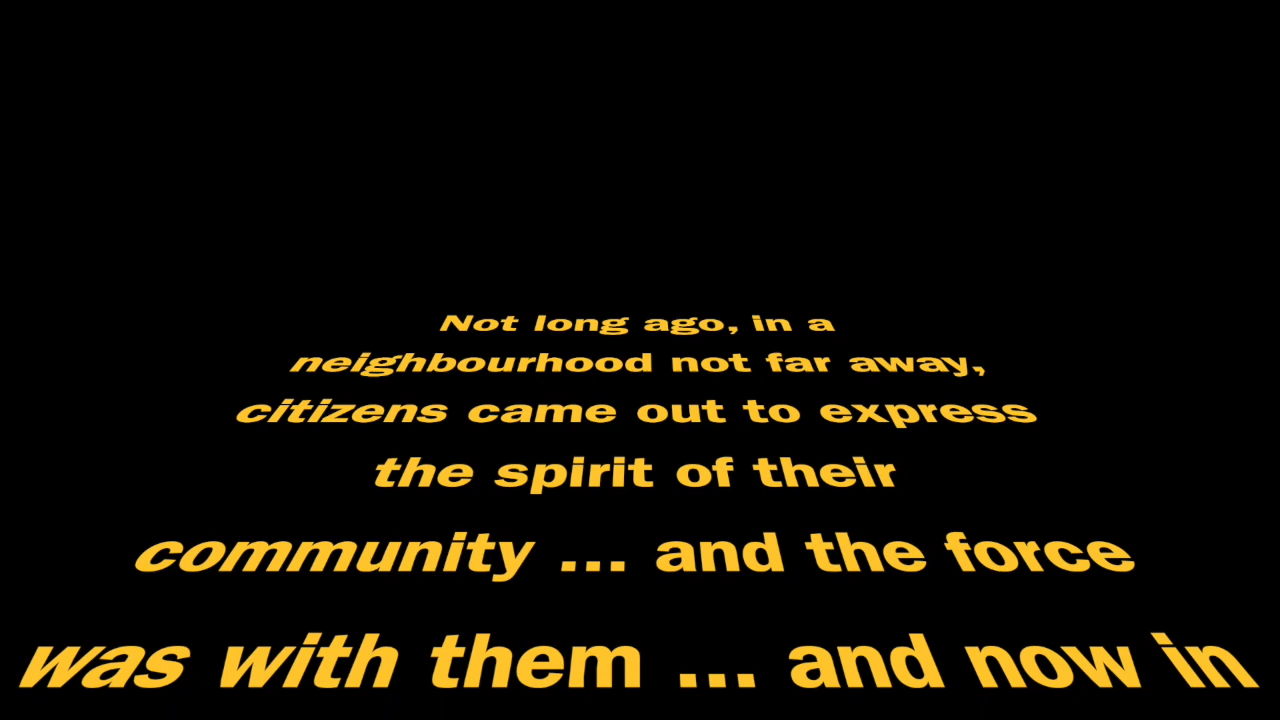 Not long ago, in a
neighbourhood not far away,
citizens came out to express
the spirit of their
community ... and the force
was with them ... and now in